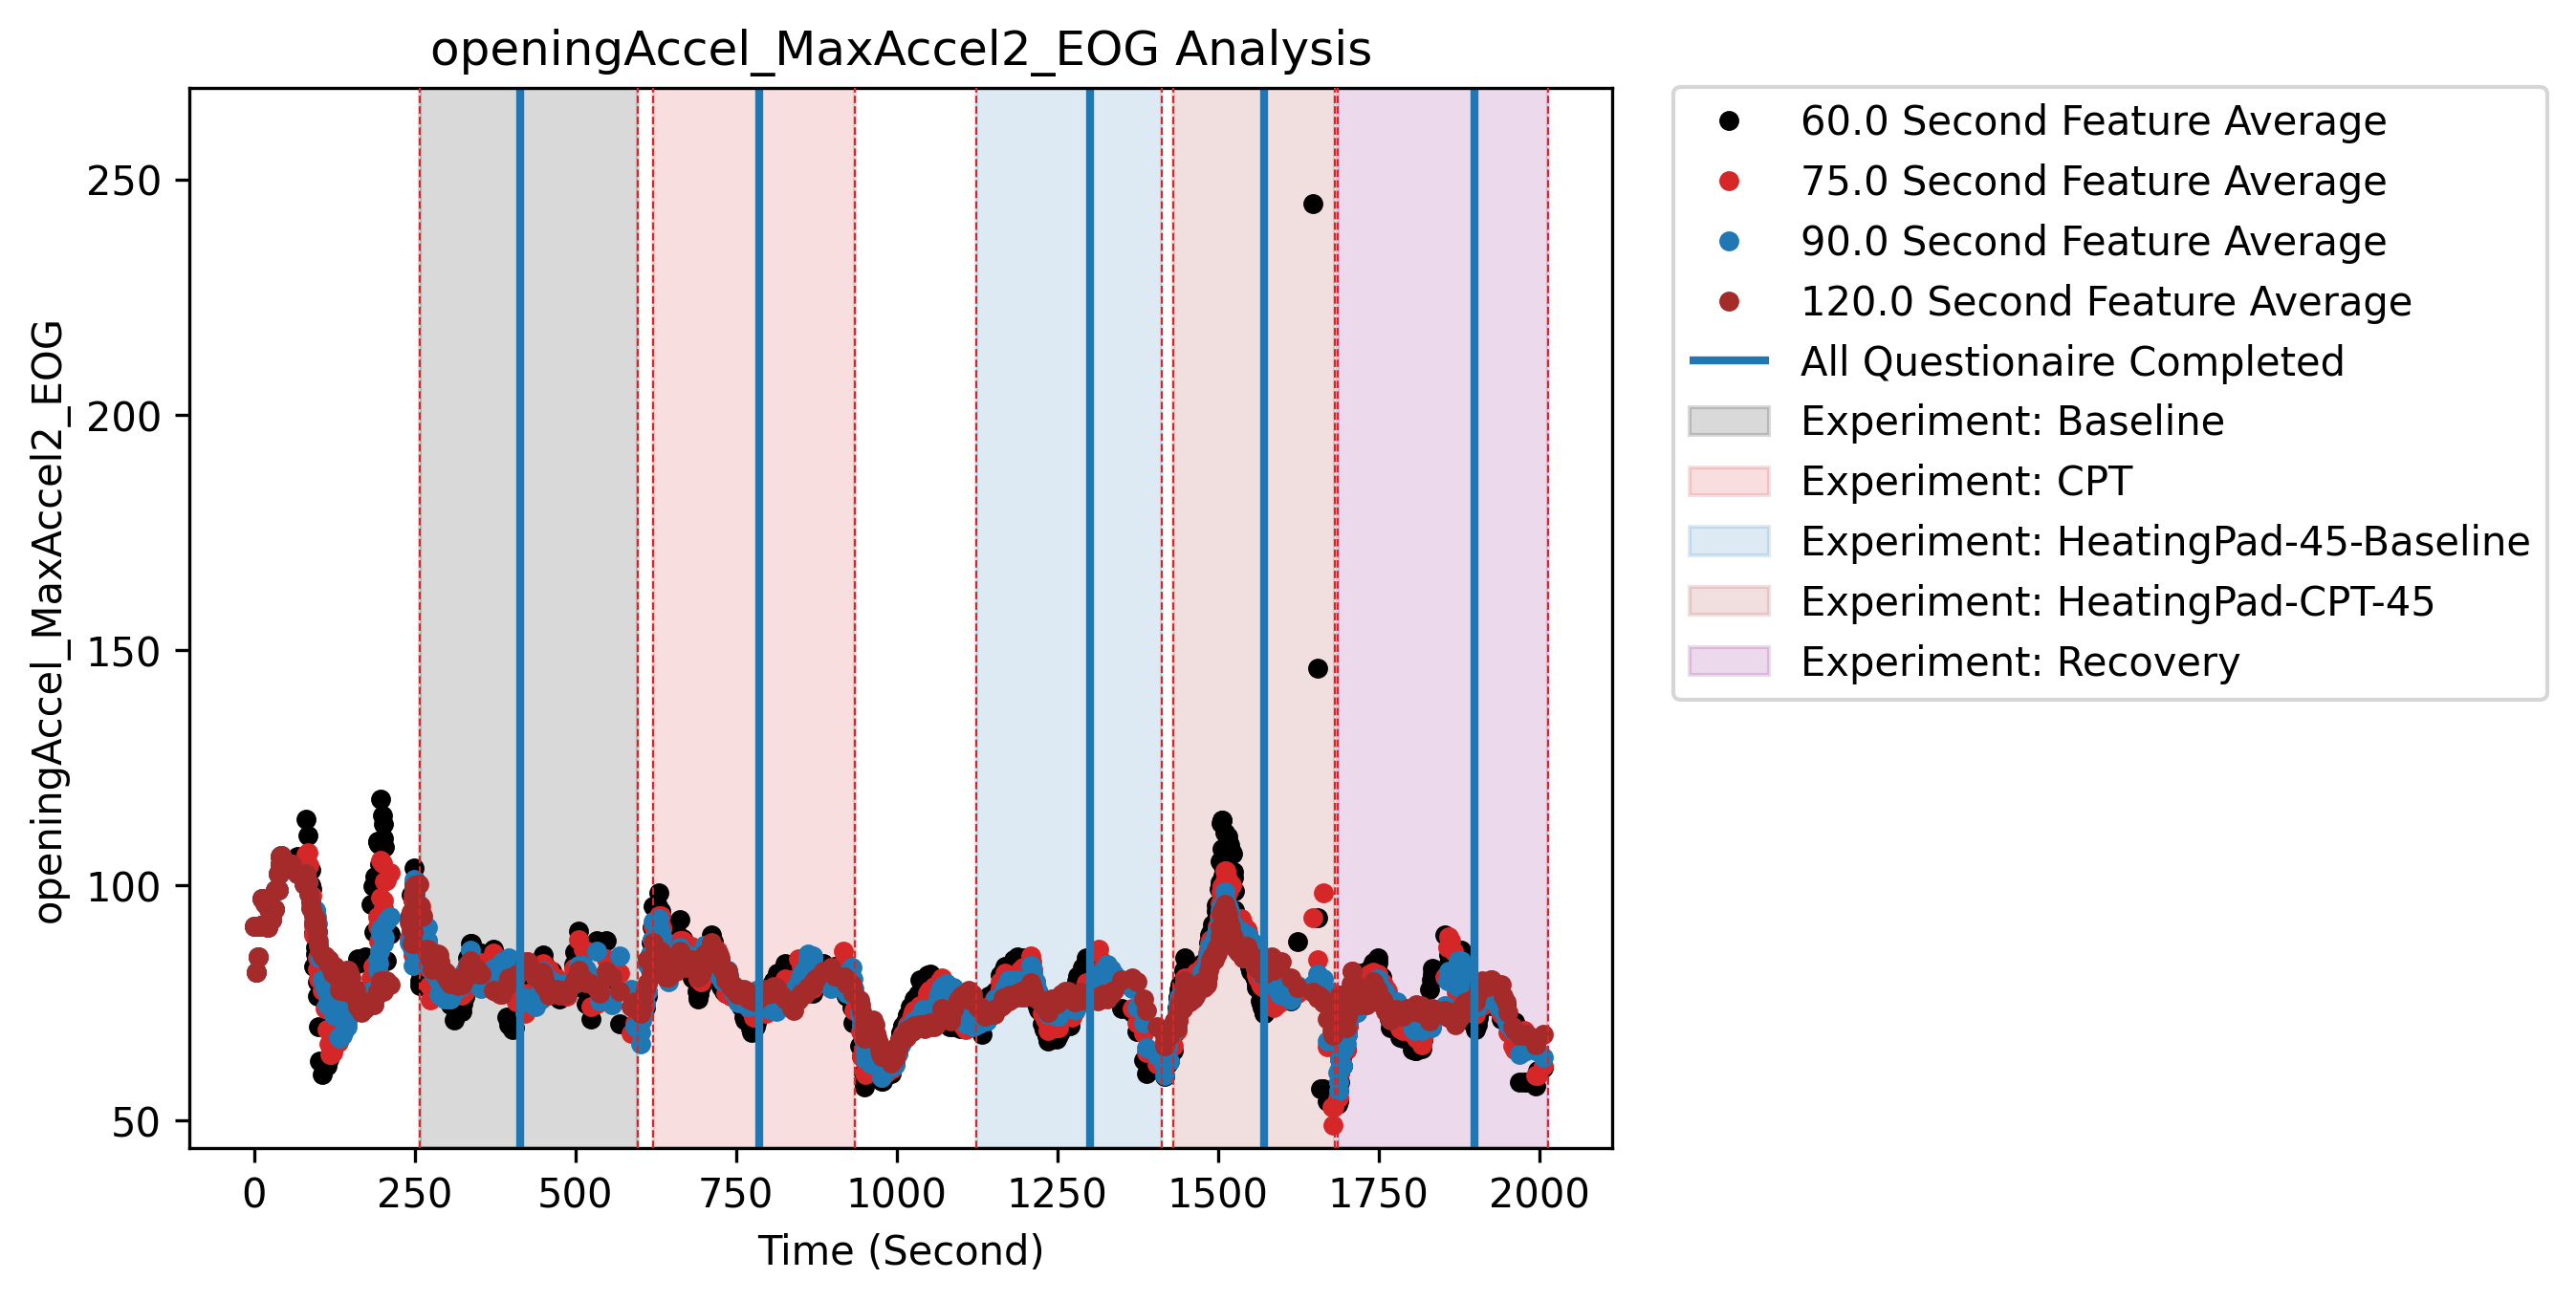 openingAccel_MaxAccel2_EOG Analysis
openingAccel_MaxAccel2_EOG
250
200
150
100
50
0 250 500 750 1000 1250 1500 1750 2000
Time (Second)
60.0 Second Feature Average
75.0 Second Feature Average
90.0 Second Feature Average
120.0 Second Feature Average
All Questionaire Completed
Experiment: Baseline
Experiment: CPT
Experiment: HeatingPad-45-Baseline
Experiment: HeatingPad-CPT-45
Experiment: Recovery